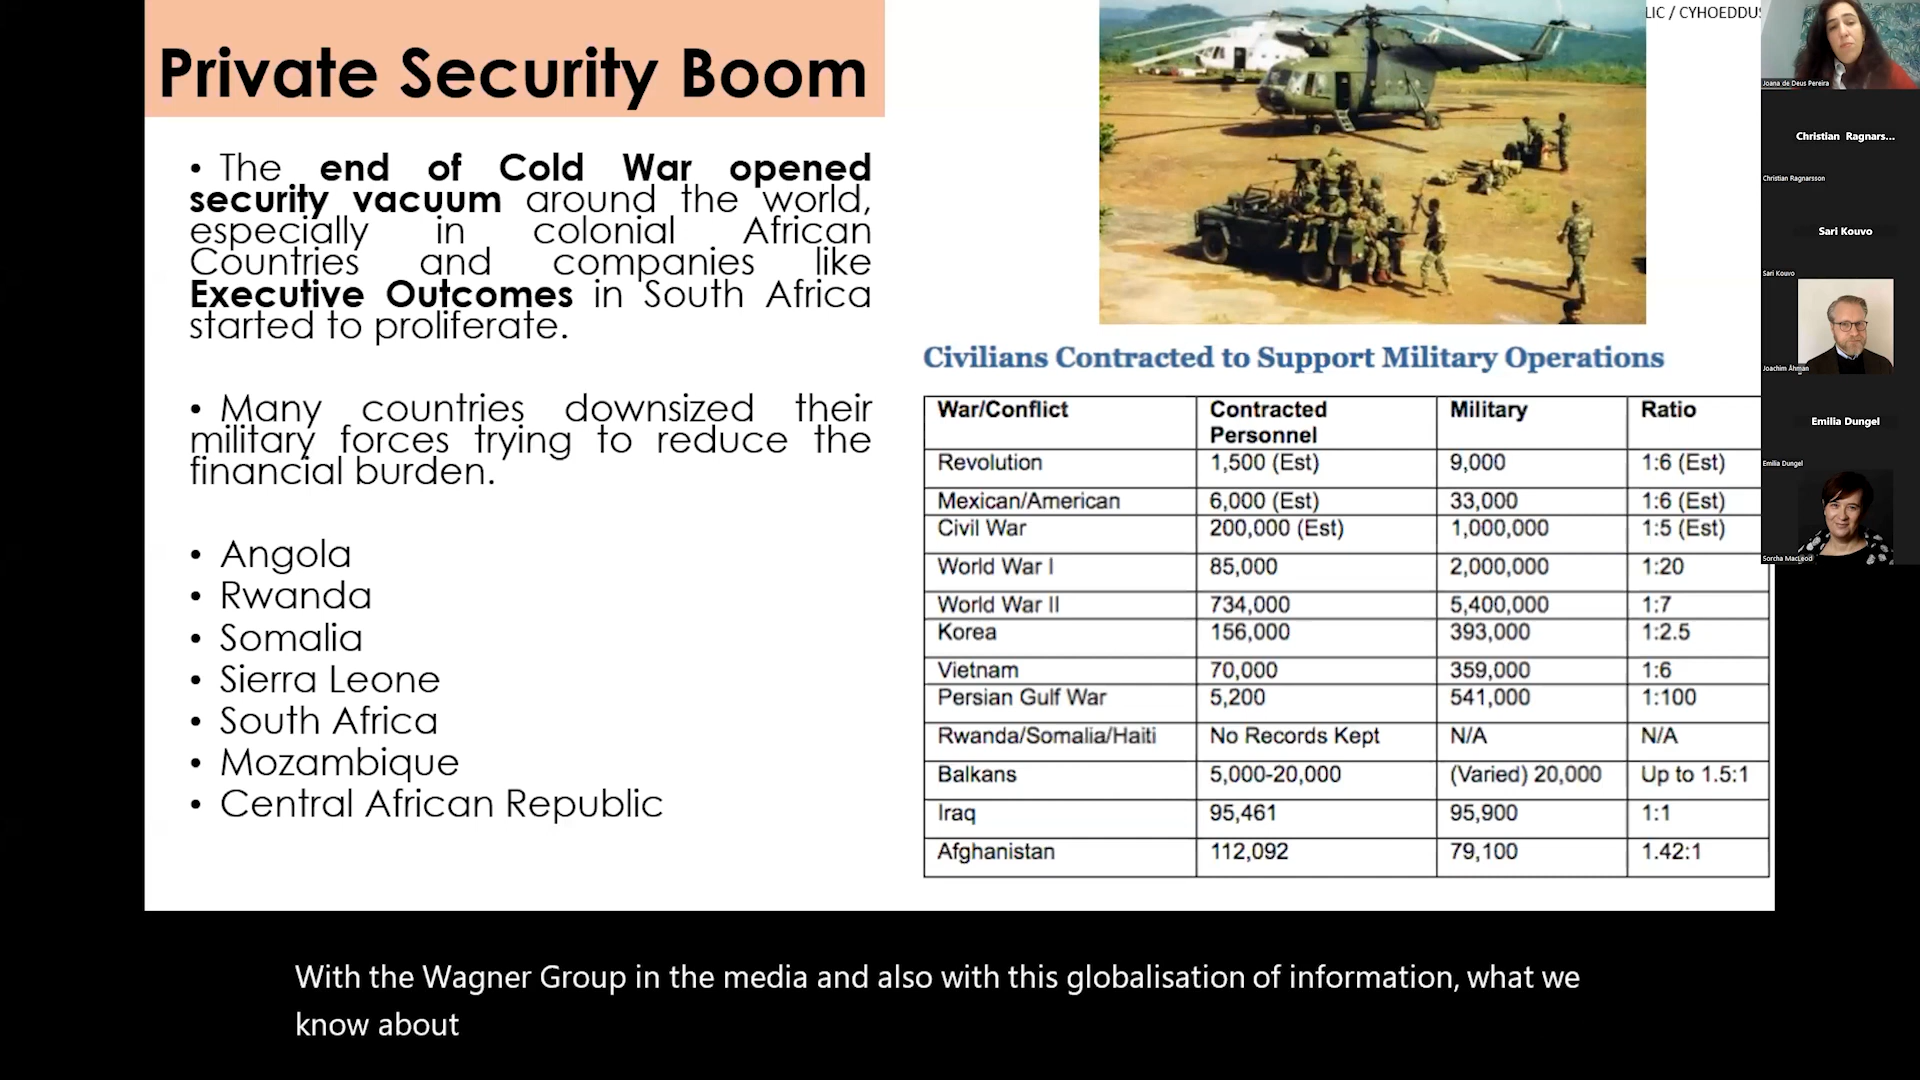 Private Security Boom
• The end of Cold War opened
security vacuum around the world,
especially in colonial African
Countries and companies like
Executive Outcomes in South Africa
started to proliferate.
• Many countries downsized their
military forces trying to reduce the
financial burden.
• Angola
• Rwanda
• Somalia
• Sierra Leone
• South Africa
• Mozambique
• Central African Republic
LIC / CYHOEDDUS
Civilians Contracted to Support Military Operations
War/Conflict Contracted Personnel Military Ratio
Revolution 1,500 (Est) 9,000 1:6 (Est)
Mexican/American 6,000 (Est) 33,000 1:6 (Est)
Civil War 200,000 (Est) 1,000,000 1:5 (Est)
World War I 85,000 2,000,000 1:20
World War II 734,000 5,400,000 1:7
Korea 156,000 393,000 1:2.5
Vietnam 70,000 359,000 1:6
Persian Gulf War 5,200 541,000 1:100
Rwanda/Somalia/Haiti No Records Kept N/A N/A
Balkans 5,000-20,000 (Varied) 20,000 Up to 1.5:1
Iraq 95,461 95,900 1:1
Afghanistan 112,092 79,100 1.42:1
Joana de Deus Pereira
Christian Ragnars...
Christian Ragnarsson
Sari Kouvo
Sari Kouvo
Joachim Åhman
Emilia Dungel
Emilia Dungel
Sorcha MacLeod
With the Wagner Group in the media and also with this globalisation of information, what we
know about